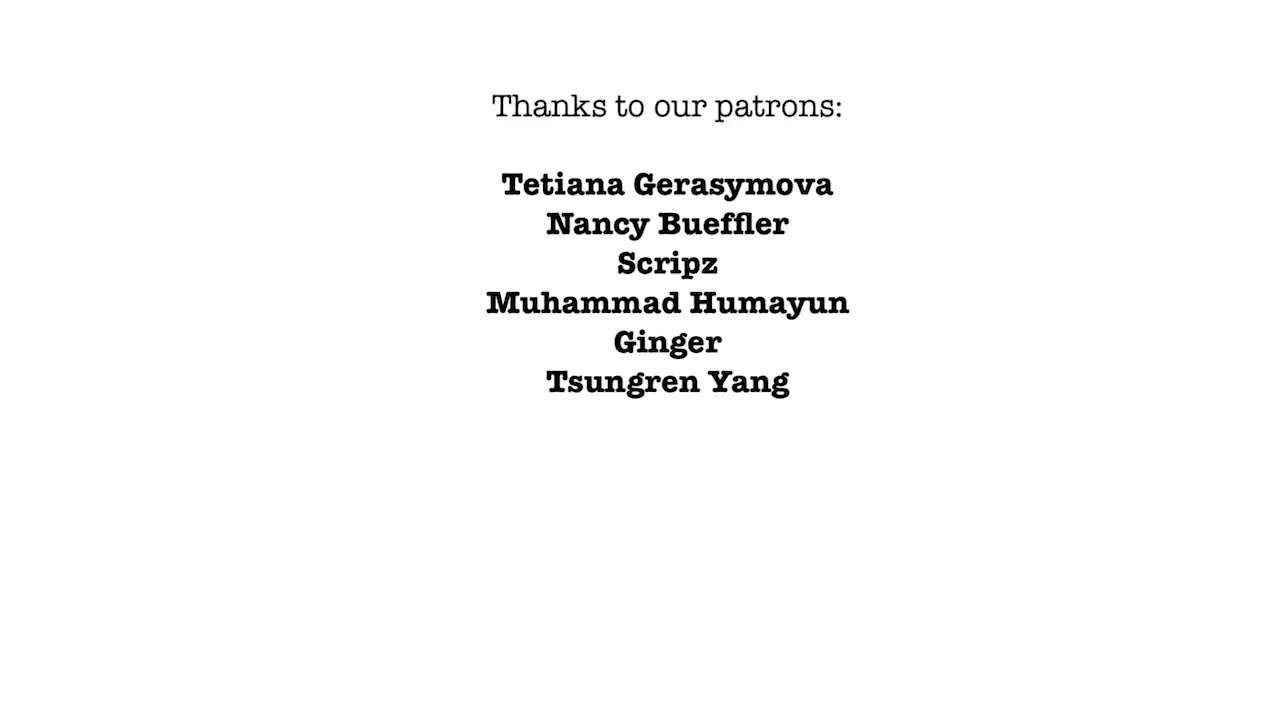 Thanks to our patrons:
Tetiana Gerasymova
Nancy Bueffler
Scripz
Muhammad Humayun
Ginger
Tsungren Yang